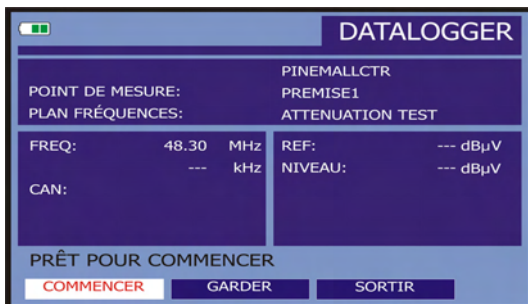 DATALOGGER
PINEMALLCTR
POINT DE MESURE: PREMISE1
PLAN FRÉQUENCES: ATTENUATION TEST
FREQ: 48.30 MHz
--- kHz
CAN:
REF: --- dBµV
NIVEAU: --- dBµV
PRÊT POUR COMMENCER
COMMENCER GARDER SORTIR